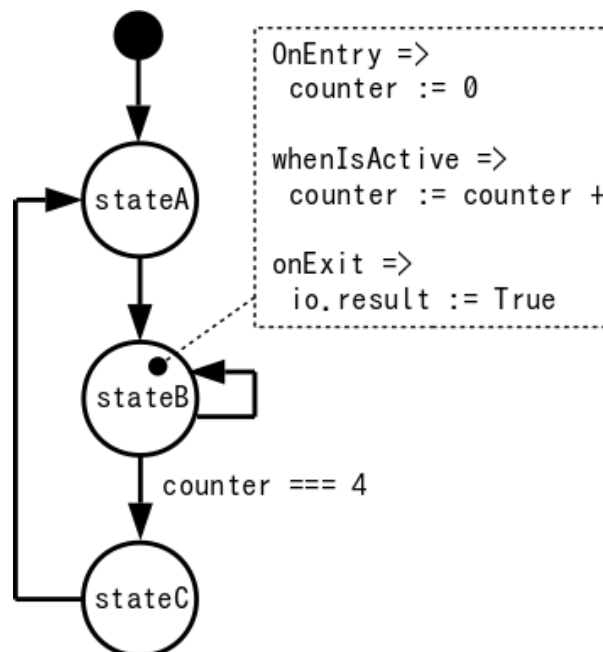 OnEntry =>
counter := 0
whenIsActive =>
counter := counter +
onExit =>
io.result := True
stateA
stateB
counter === 4
stateC